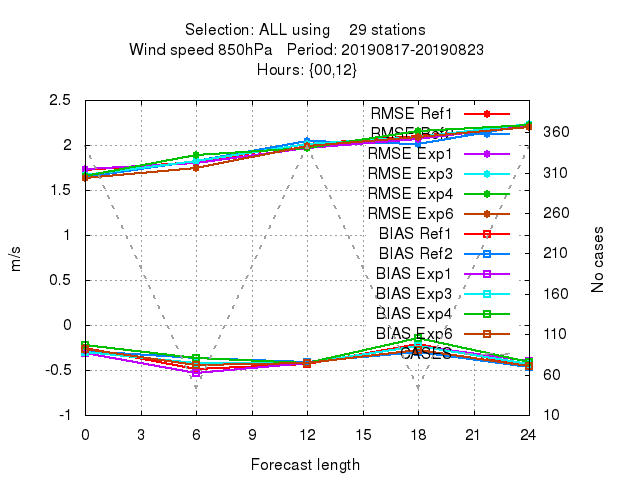 Selection: ALL using 29 stations
Wind speed 850hPa Period: 20190817-20190823
Hours: {00,12}
2.5
2
1.5
1
0.5
0
-0.5
-1
m/s
RMSE Ref1
RMSE Ref2
RMSE Exp1
RMSE Exp3
RMSE Exp4
RMSE Exp6
BIAS Ref1
BIAS Ref2
BIAS Exp1
BIAS Exp3
BIAS Exp4
BIAS Exp6
CASES
360
310
260
210
160
110
60
10
No cases
0 3 6 9 12 15 18 21 24
Forecast length